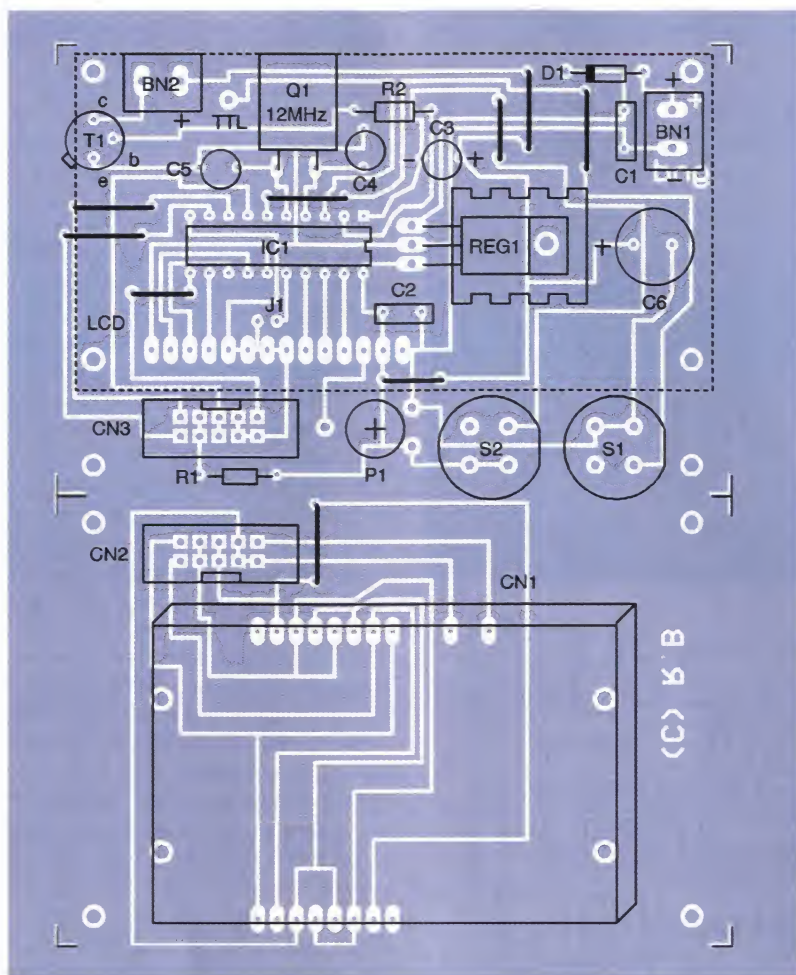 BN2
Q1
12MHz
TTL
R2
D1
+
BN1
-
c
T1
b
e
+
C5
C4
C3
-
+
C1
IC1
REG1
+
C6
J1
C2
LCD
CN3
+
P1
S2
S1
R1
CN2
CN1
(C) R.B